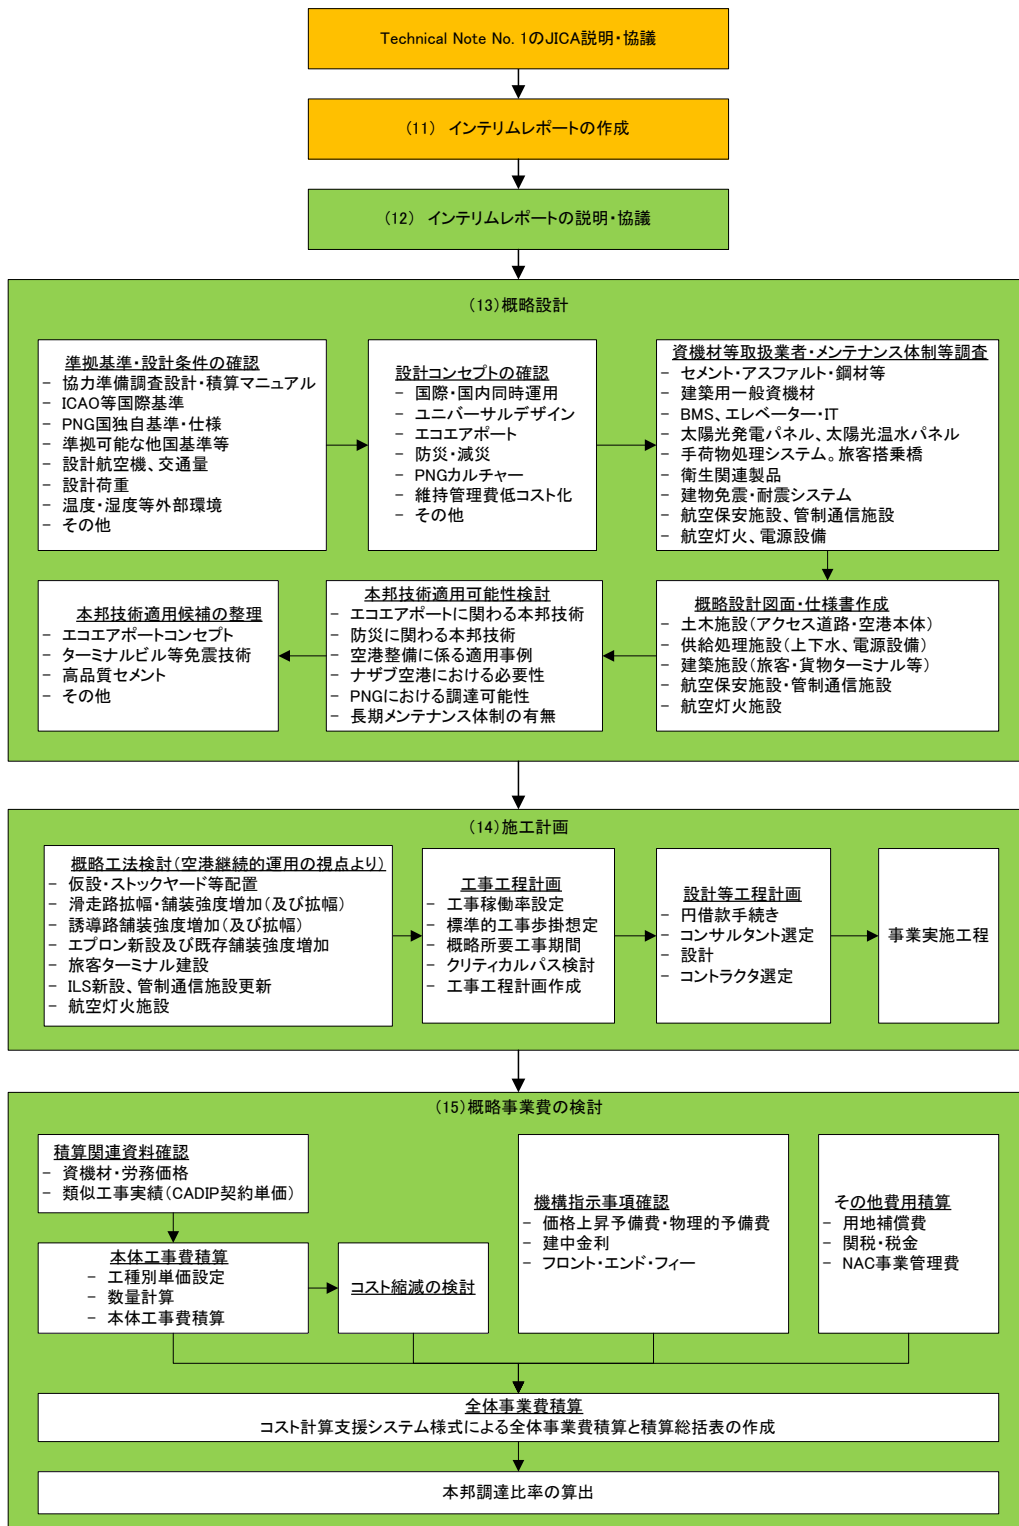 Technical Note No. 1のJICA説明・協議
(11) インテリムレポートの作成
(12) インテリムレポートの説明・協議
(13)概略設計
準拠基準・設計条件の確認
- 協力準備調査設計・積算マニュアル
- ICAO等国際基準
- PNG国独自基準・仕様
- 準拠可能な他国基準等
- 設計航空機、交通量
- 設計荷重
- 温度・湿度等外部環境
- その他
設計コンセプトの確認
- 国際・国内同時運用
- ユニバーサルデザイン
- エコエアポート
- 防災・減災
- PNGカルチャー
- 維持管理費低コスト化
- その他
資機材等取扱業者・メンテナンス体制等調査
- セメント・アスファルト・鋼材等
- 建築用一般資機材
- BMS、エレベーター・IT
- 太陽光発電パネル、太陽光温水パネル
- 手荷物処理システム。旅客搭乗橋
- 衛生関連製品
- 建物免震・耐震システム
- 航空保安施設、管制通信施設
- 航空灯火、電源設備
概略設計図面・仕様書作成
- 土木施設(アクセス道路・空港本体)
- 供給処理施設(上下水、電源設備)
- 建築施設(旅客・貨物ターミナル等)
- 航空保安施設・管制通信施設
- 航空灯火施設
本邦技術適用可能性検討
- エコエアポートに関わる本邦技術
- 防災に関わる本邦技術
- 空港整備に係る適用事例
- ナザブ空港における必要性
- PNGにおける調達可能性
- 長期メンテナンス体制の有無
本邦技術適用候補の整理
- エコエアポートコンセプト
- ターミナルビル等免震技術
- 高品質セメント
- その他
(14)施工計画
概略工法検討(空港継続的運用の視点より)
- 仮設・ストックヤード等配置
- 滑走路拡幅・舗装強度増加(及び拡幅)
- 誘導路舗装強度増加(及び拡幅)
- エプロン新設及び既存舗装強度増加
- 旅客ターミナル建設
- ILS新設、管制通信施設更新
- 航空灯火施設
工事工程計画
- 工事稼働率設定
- 標準的工事歩掛想定
- 概略所要工事期間
- クリティカルパス検討
- 工事工程計画作成
設計等工程計画
- 円借款手続き
- コンサルタント選定
- 設計
- コントラクタ選定
事業実施工程
(15)概略事業費の検討
積算関連資料確認
- 資機材・労務価格
- 類似工事実績(CADIP契約単価)
本体工事費積算
- 工種別単価設定
- 数量計算
- 本体工事費積算
コスト縮減の検討
機構指示事項確認
- 価格上昇予備費・物理的予備費
- 建中金利
- フロント・エンド・フィー
その他費用積算
- 用地補償費
- 関税・税金
- NAC事業管理費
全体事業費積算
コスト計算支援システム様式による全体事業費積算と積算総括表の作成
本邦調達比率の算出